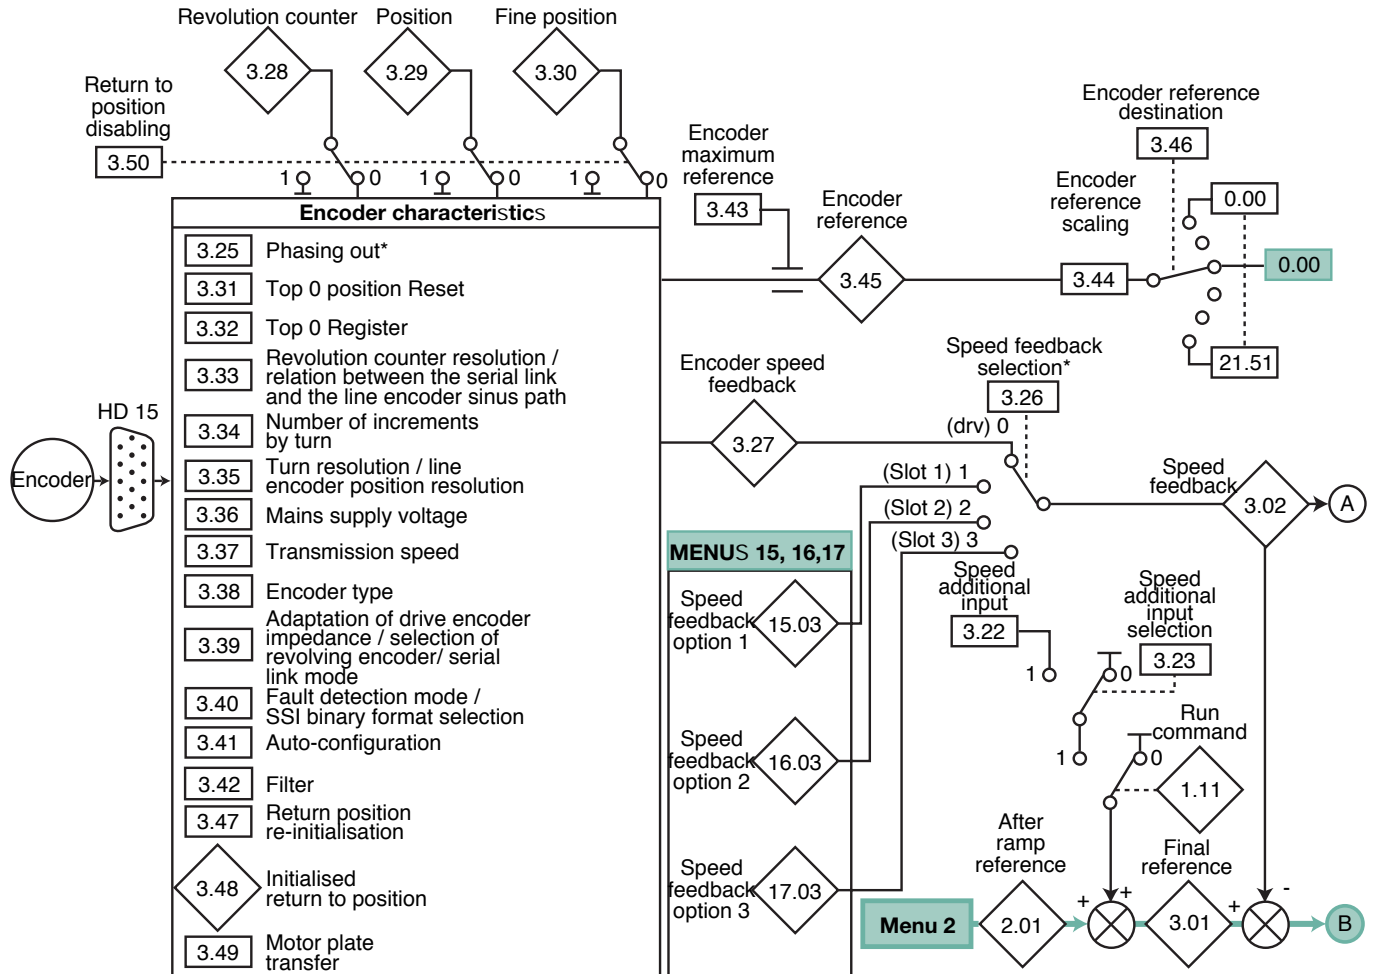 Revolution counter
Position
Fine position
3.28
3.29
3.30
Return to
position
disabling
3.50
1
0
1
0
1
0
Encoder
maximum
reference
3.43
Encoder
reference
3.45
Encoder reference
destination
3.46
Encoder
reference
scaling
3.44
0.00
0.00
21.51
Encoder
HD 15
Encoder characteristics
3.25 Phasing out*
3.31 Top 0 position Reset
3.32 Top 0 Register
3.33 Revolution counter resolution /
relation between the serial link
and the line encoder sinus path
3.34 Number of increments
by turn
3.35 Turn resolution / line
encoder position resolution
3.36 Mains supply voltage
3.37 Transmission speed
3.38 Encoder type
3.39 Adaptation of drive encoder
impedance / selection of
revolving encoder/ serial
link mode
3.40 Fault detection mode /
SSI binary format selection
3.41 Auto-configuration
3.42 Filter
3.47 Return position
re-initialisation
3.48 Initialised
return to position
3.49 Motor plate
transfer
Encoder speed
feedback
3.27
Speed feedback
selection*
3.26
(drv) 0
(Slot 1) 1
(Slot 2) 2
(Slot 3) 3
Speed
feedback
3.02
A
MENUS 15, 16,17
Speed
feedback
option 1
15.03
Speed
feedback
option 2
16.03
Speed
feedback
option 3
17.03
Speed
additional
input
3.22
1
0
Speed
additional
input
selection
3.23
1
0
Run
command
1.11
After
ramp
reference
Menu 2
2.01
+
+
Final
reference
3.01
+
-
B